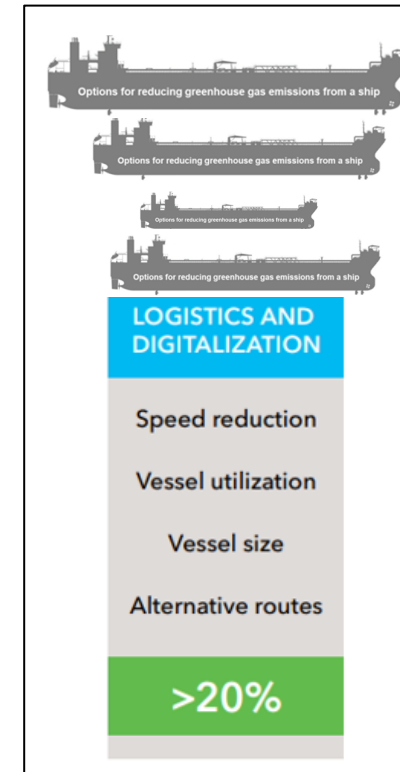 Options for reducing greenhouse gas emissions from a ship
Options for reducing greenhouse gas emissions from a ship
Options for reducing greenhouse gas emissions from a ship
Options for reducing greenhouse gas emissions from a ship
LOGISTICS AND
DIGITALIZATION
Speed reduction
Vessel utilization
Vessel size
Alternative routes
>20%